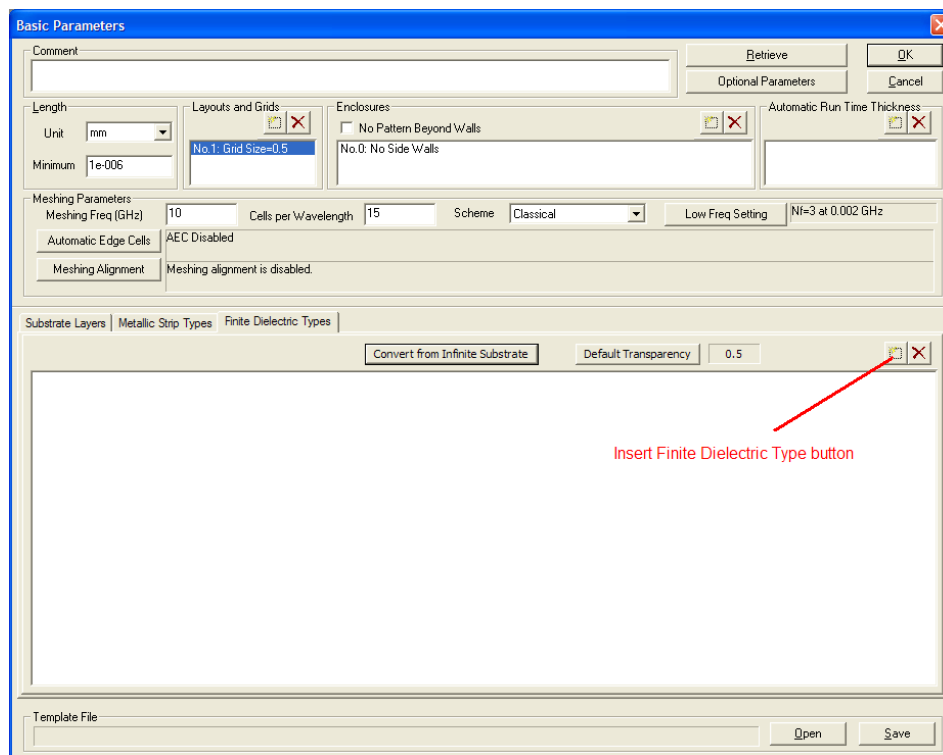 Basic Parameters
Comment
Retrieve
OK
Optional Parameters
Cancel
Length
Layouts and Grids
Enclosures
Automatic Run Time Thickness
Unit mm
No Pattern Beyond Walls
No.1: Grid Size=0.5
No.0: No Side Walls
Minimum 1e-006
Meshing Parameters
Meshing Freq (GHz) 10 Cells per Wavelength 15 Scheme Classical Low Freq Setting Nf=3 at 0.002 GHz
Automatic Edge Cells AEC Disabled
Meshing Alignment Meshing alignment is disabled.
Substrate Layers Metallic Strip Types Finite Dielectric Types
Convert from Infinite Substrate Default Transparency 0.5
Insert Finite Dielectric Type button
Template File
Open Save